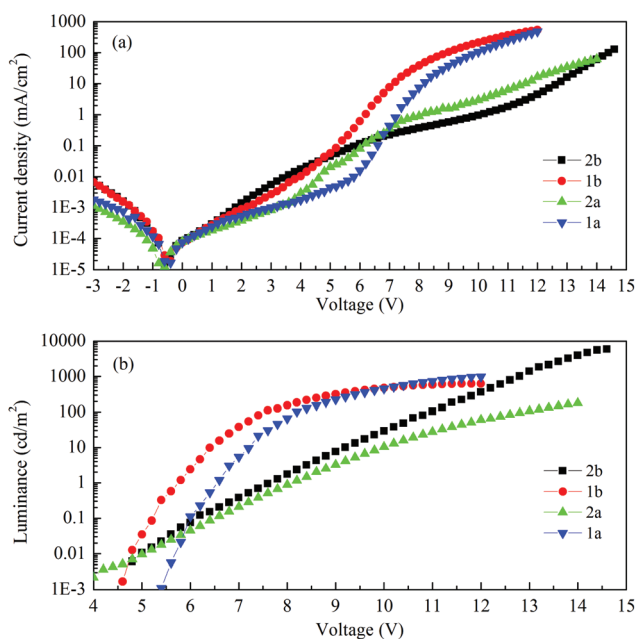 (a)
Current density (mA/cm²)
1000
100
10
1
0.1
0.01
1E-3
1E-4
1E-5
2b
1b
2a
1a
-3 -2 -1 0 1 2 3 4 5 6 7 8 9 10 11 12 13 14 15
Voltage (V)
(b)
Luminance (cd/m²)
10000
1000
100
10
1
0.1
0.01
1E-3
2b
1b
2a
1a
4 5 6 7 8 9 10 11 12 13 14 15
Voltage (V)